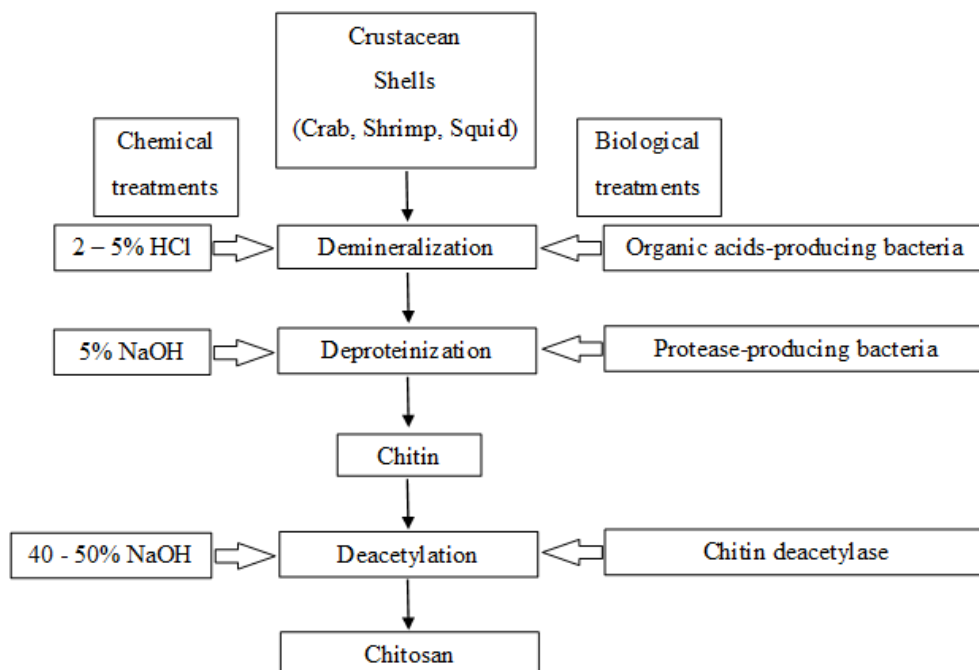 Crustacean
Shells
(Crab, Shrimp, Squid)
Chemical
treatments
Biological
treatments
2 – 5% HCl
Demineralization
Organic acids-producing bacteria
5% NaOH
Deproteinization
Protease-producing bacteria
Chitin
40 - 50% NaOH
Deacetylation
Chitin deacetylase
Chitosan